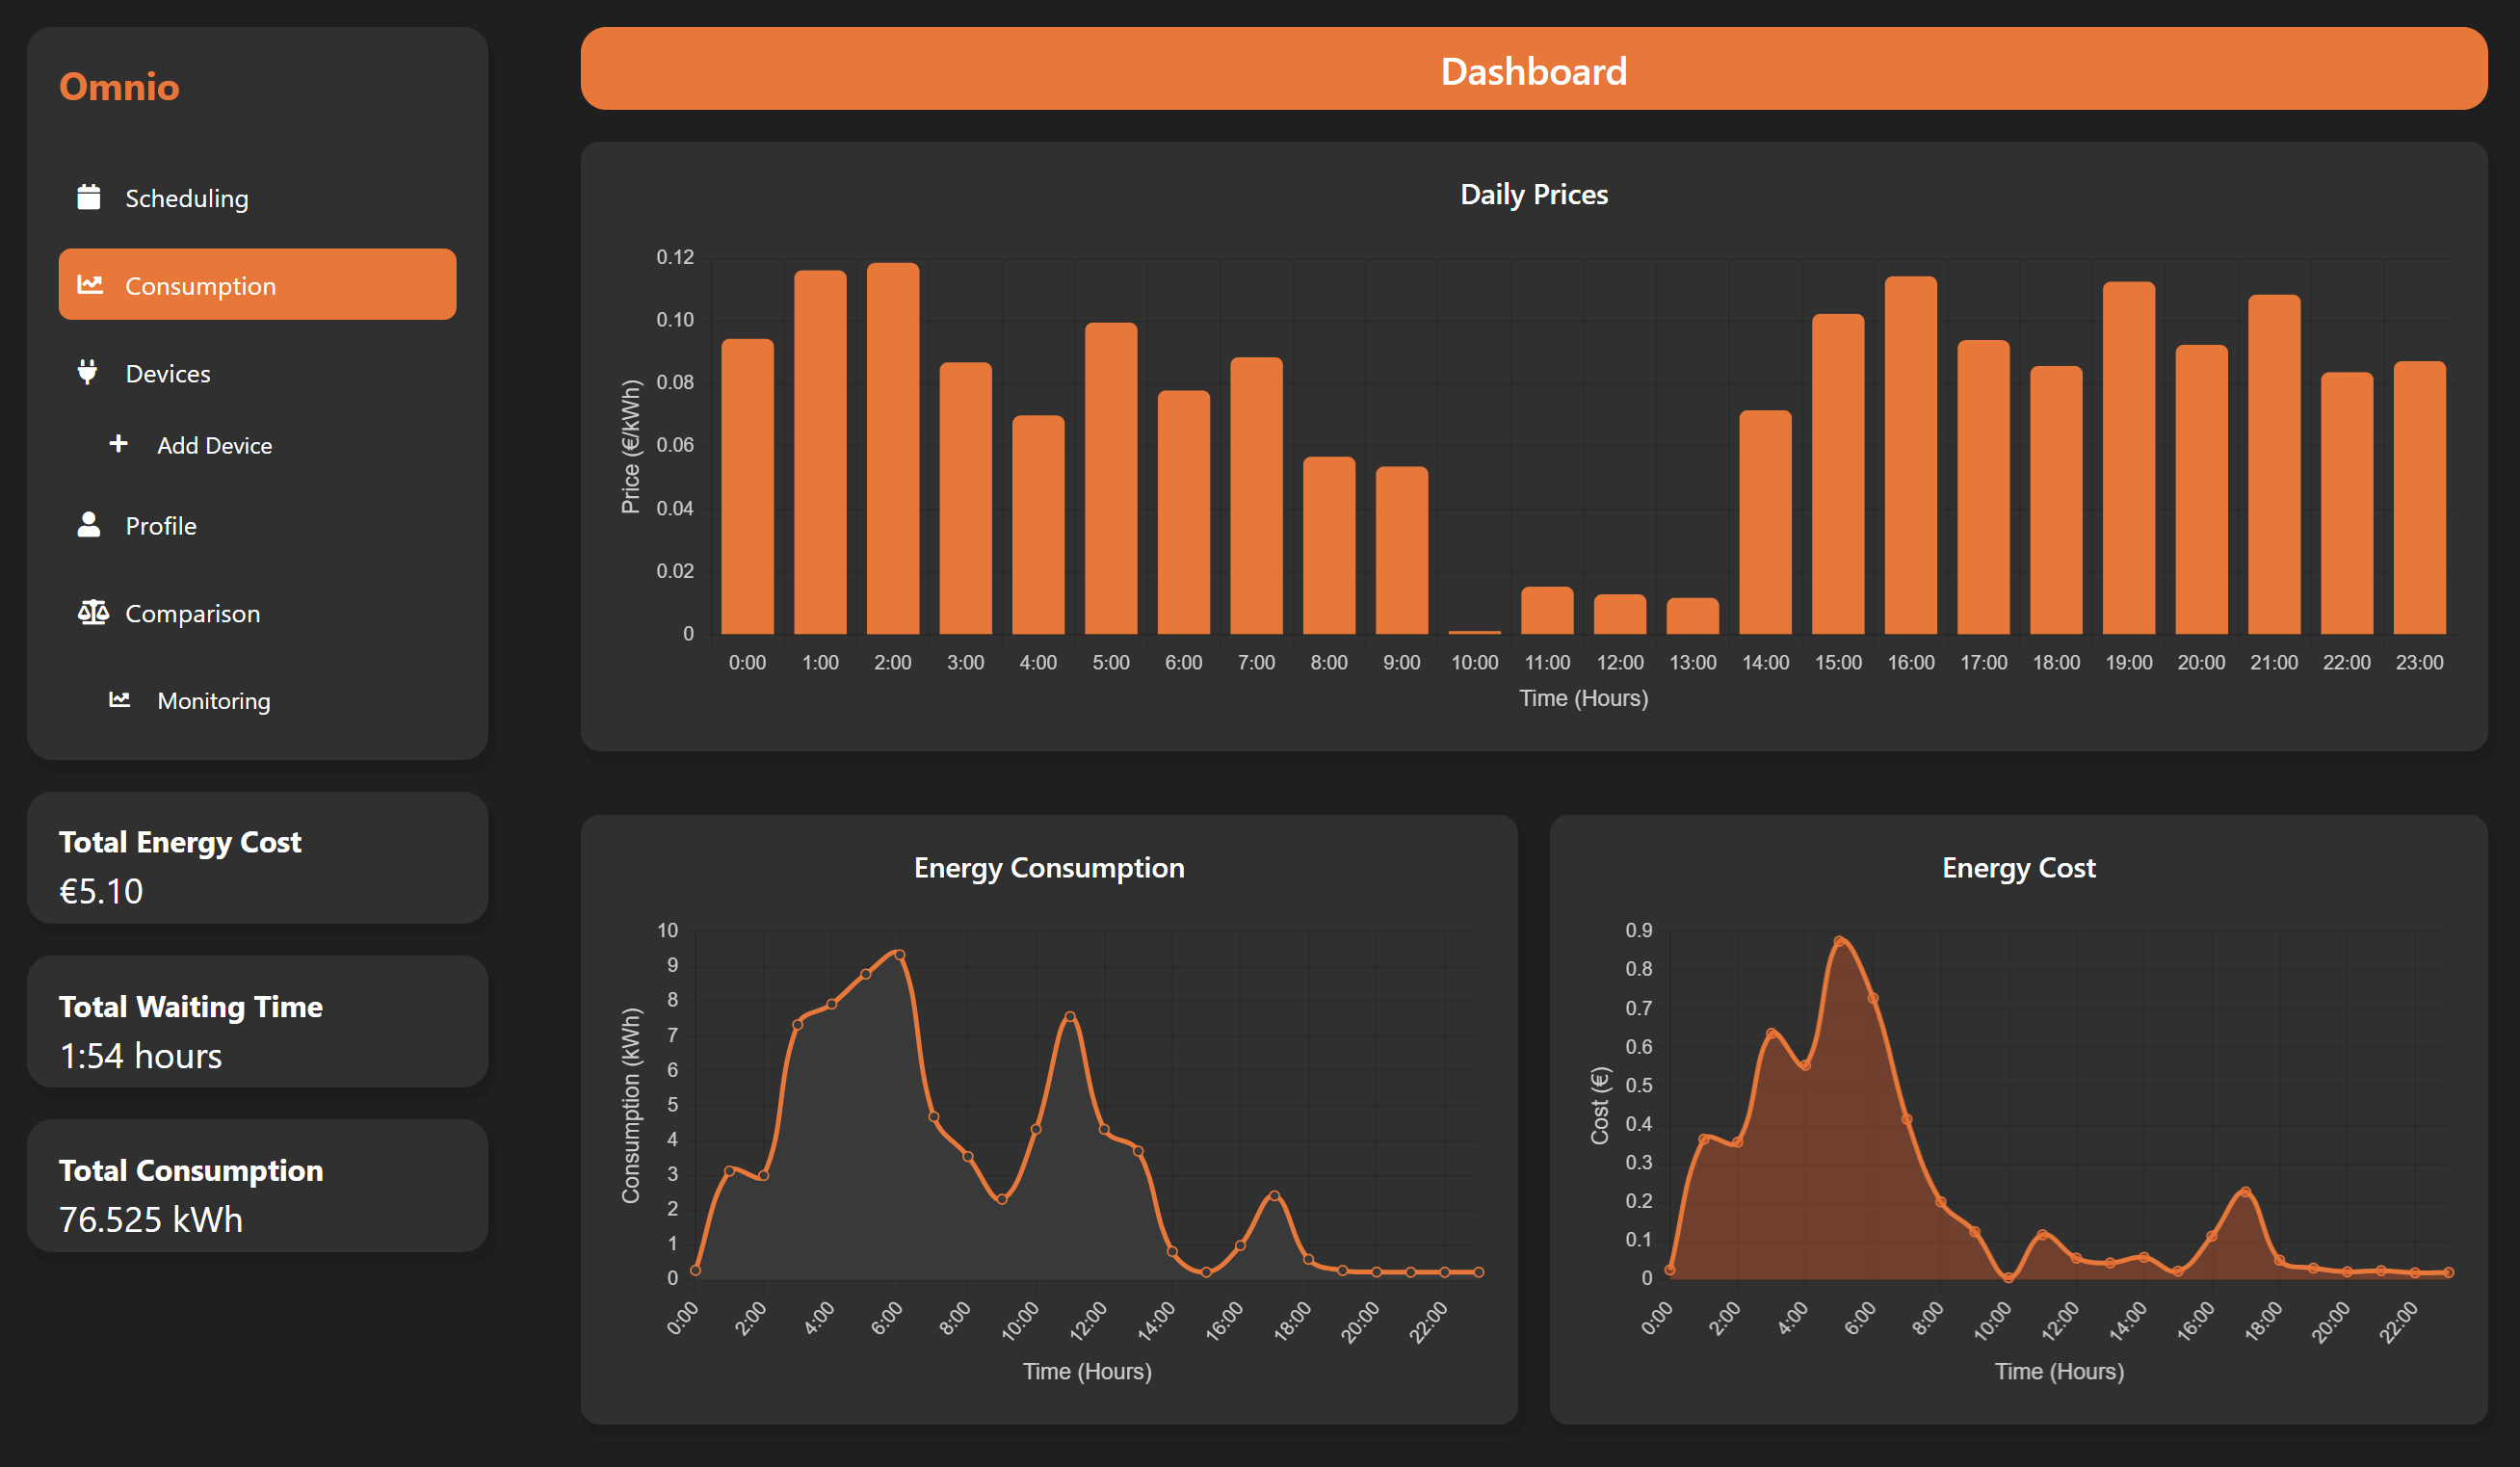 Omnio
Scheduling
Consumption
Devices
Add Device
Profile
Comparison
Monitoring
Total Energy Cost
€5.10
Total Waiting Time
1:54 hours
Total Consumption
76.525 kWh
Dashboard
Daily Prices
Price (€/kWh)
0.12
0.10
0.08
0.06
0.04
0.02
0
0:00 1:00 2:00 3:00 4:00 5:00 6:00 7:00 8:00 9:00 10:00 11:00 12:00 13:00 14:00 15:00 16:00 17:00 18:00 19:00 20:00 21:00 22:00 23:00
Time (Hours)
Energy Consumption
Consumption (kWh)
10
9
8
7
6
5
4
3
2
1
0
0:00 2:00 4:00 6:00 8:00 10:00 12:00 14:00 16:00 18:00 20:00 22:00
Time (Hours)
Energy Cost
Cost (€)
0.9
0.8
0.7
0.6
0.5
0.4
0.3
0.2
0.1
0
0:00 2:00 4:00 6:00 8:00 10:00 12:00 14:00 16:00 18:00 20:00 22:00
Time (Hours)